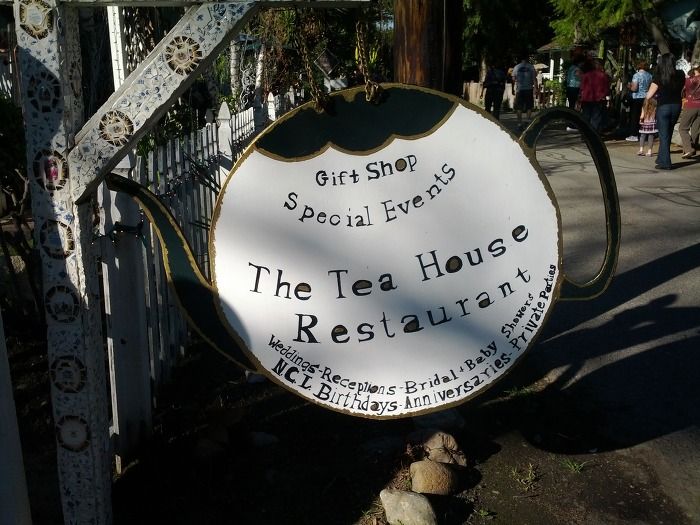 Gift Shop
Special Events
The Tea House
Restaurant
Weddings-Receptions-Bridal+Baby Showers
N.C.T. Birthdays-Anniversaries-Private Parties